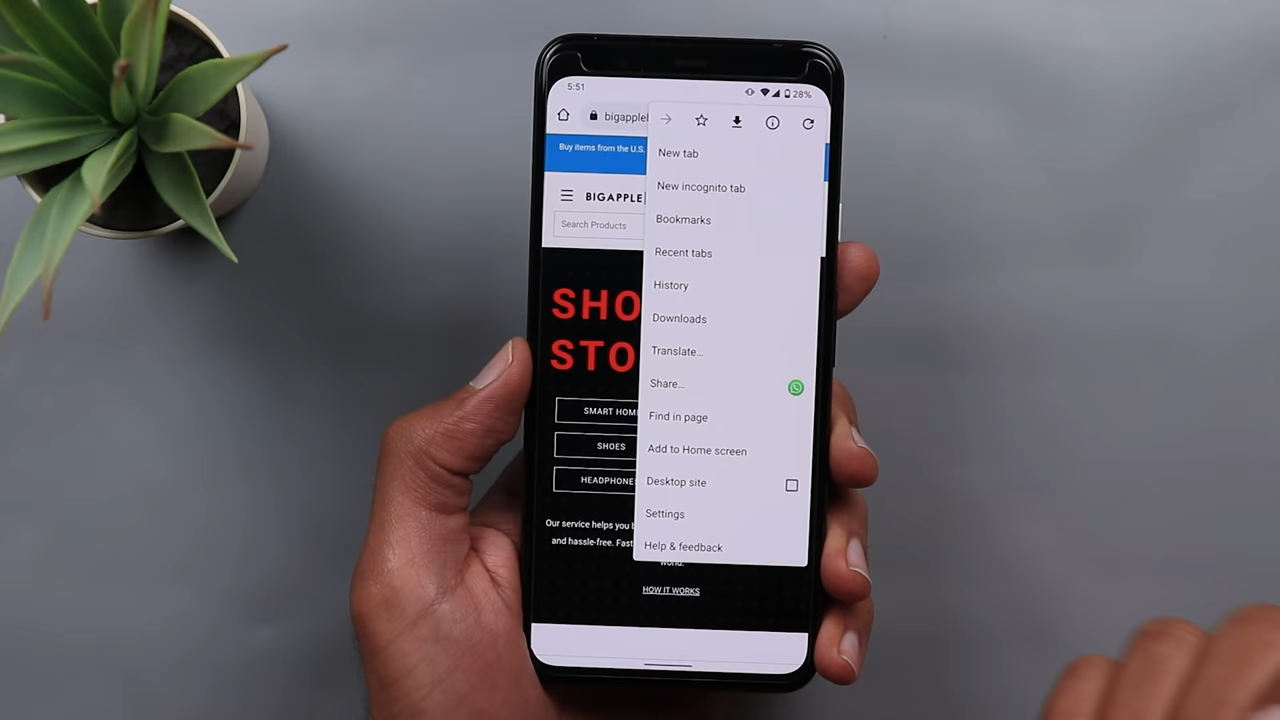 5:51
28%
bigappleb
Buy items from the U.S.
BIGAPPLE
Search Products
New tab
New incognito tab
Bookmarks
Recent tabs
History
Downloads
Translate...
Share...
Find in page
Add to Home screen
Desktop site
Settings
Help & feedback
SHO
STO
SMART HOM
SHOES
HEADPHONES
Our service helps you b
and hassle-free. Fast
world.
HOW IT WORKS